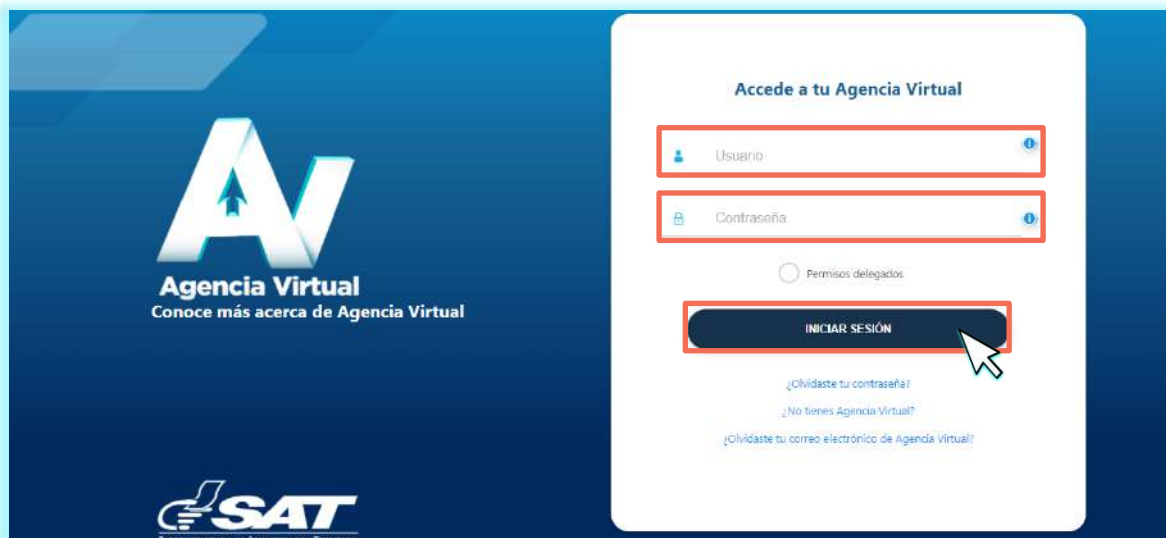 Accede a tu Agencia Virtual
Usuario
Contraseña
Permisos delegados
INICIAR SESIÓN
¿Olvidaste tu contraseña?
¿No tienes Agencia Virtual?
¿Olvidaste tu correo electrónico de Agencia Virtual?
AV
Agencia Virtual
Conoce más acerca de Agencia Virtual
SAT